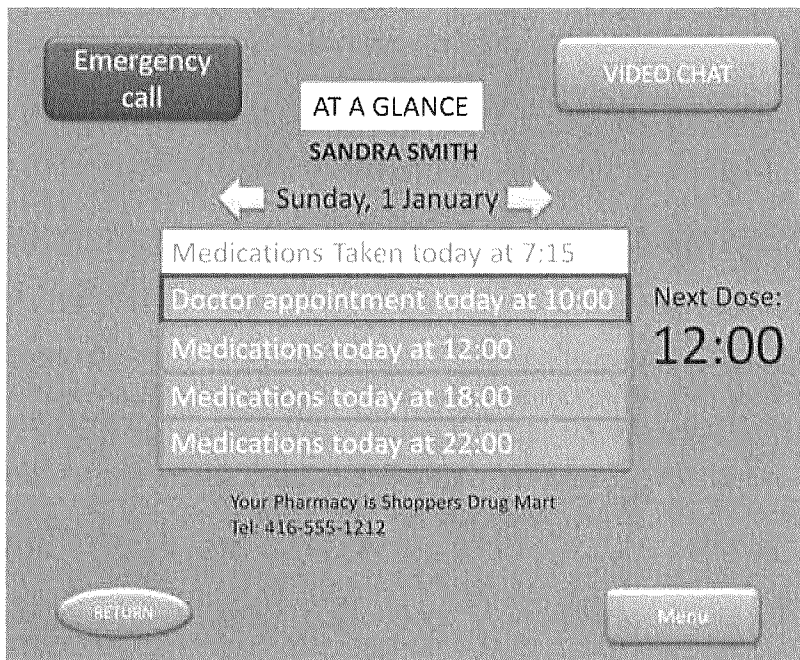 Emergency
call
VIDEO CHAT
AT A GLANCE
SANDRA SMITH
Sunday, 1 January
Medications Taken today at 7:15
Doctor appointment today at 10:00
Medications today at 12:00
Medications today at 18:00
Medications today at 22:00
Next Dose:
12:00
Your Pharmacy is Shoppers Drug Mart
Tel: 416-555-1212
RETURN
Menu